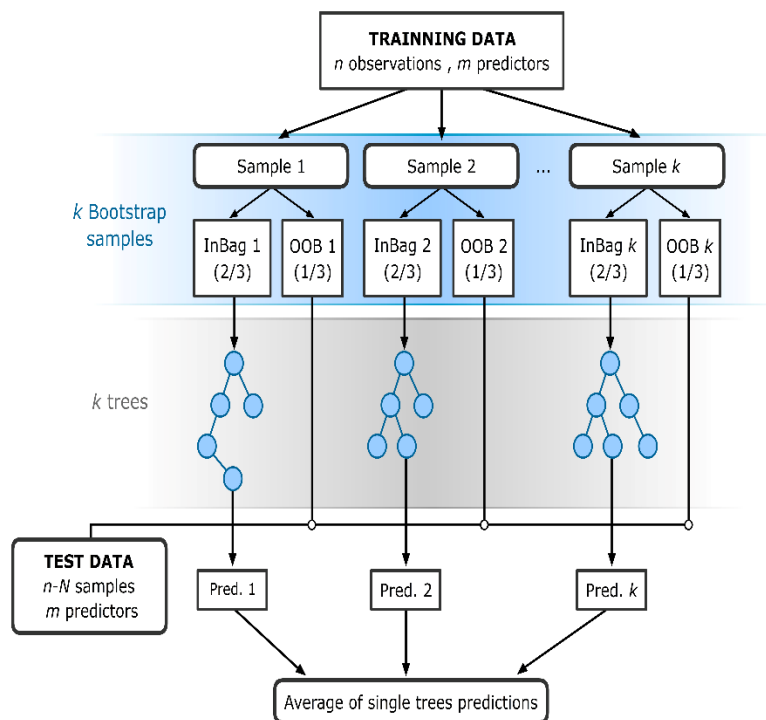 TRAINNING DATA
n observations , m predictors
Sample 1
Sample 2
...
Sample k
k Bootstrap
samples
InBag 1
(2/3)
OOB 1
(1/3)
InBag 2
(2/3)
OOB 2
(1/3)
InBag k
(2/3)
OOB k
(1/3)
k trees
TEST DATA
n-N samples
m predictors
Pred. 1
Pred. 2
Pred. k
Average of single trees predictions